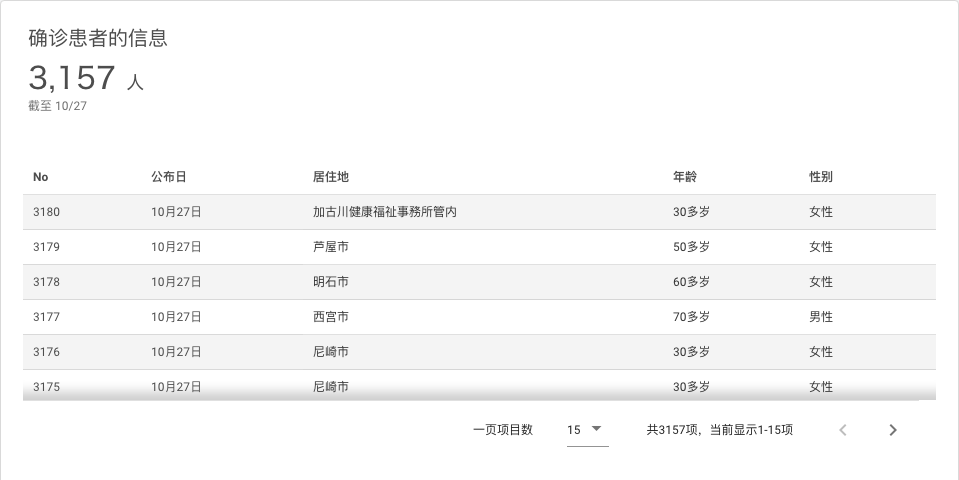 确诊患者的信息
3,157 人
截至 10/27
No 公布日 居住地 年龄 性别
3180 10月27日 加古川健康福祉事務所管内 30多岁 女性
3179 10月27日 芦屋市 50多岁 女性
3178 10月27日 明石市 60多岁 女性
3177 10月27日 西宫市 70多岁 男性
3176 10月27日 尼崎市 30多岁 女性
3175 10月27日 尼崎市 30多岁 女性
一页项目数 15 共3157项，当前显示1-15项